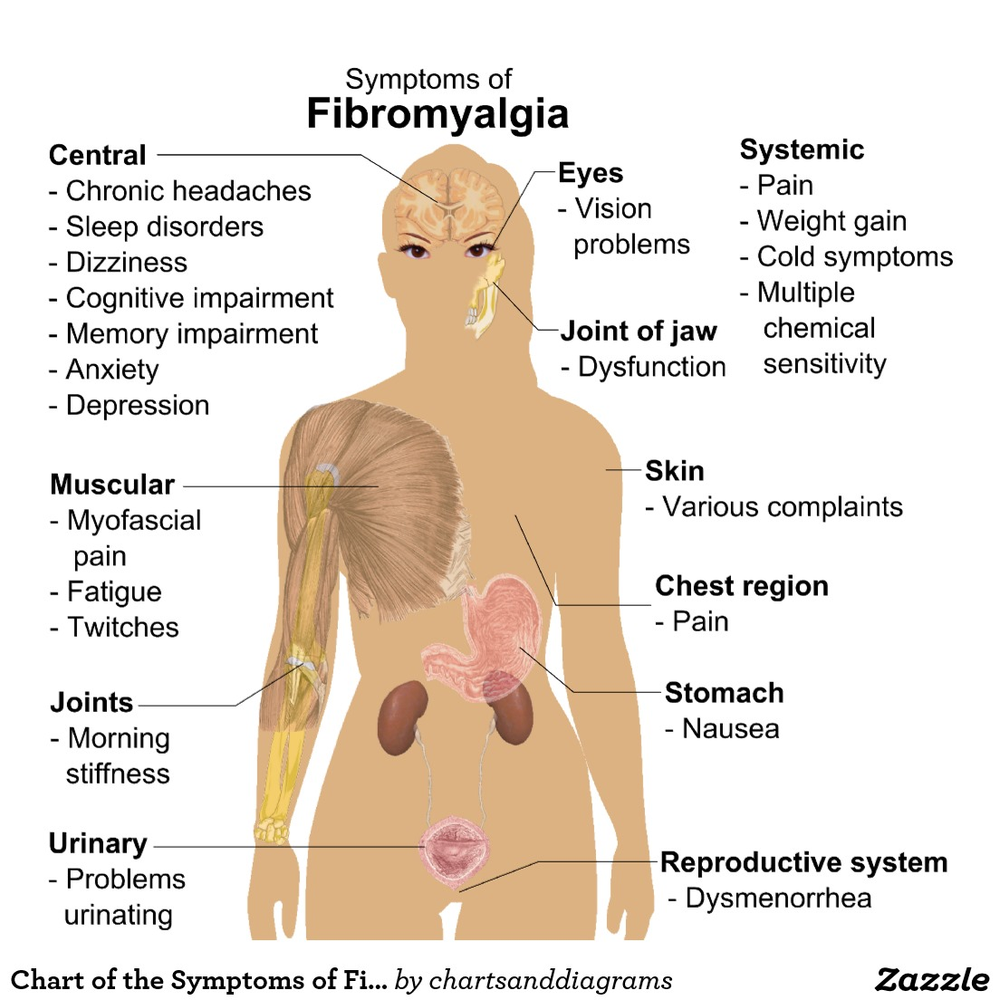 Symptoms of
Fibromyalgia
Central
- Chronic headaches
- Sleep disorders
- Dizziness
- Cognitive impairment
- Memory impairment
- Anxiety
- Depression
Eyes
- Vision
problems
Systemic
- Pain
- Weight gain
- Cold symptoms
- Multiple
chemical
sensitivity
Joint of jaw
- Dysfunction
Muscular
- Myofascial
pain
- Fatigue
- Twitches
Skin
- Various complaints
Chest region
- Pain
Joints
- Morning
stiffness
Stomach
- Nausea
Urinary
- Problems
urinating
Reproductive system
- Dysmenorrhea
Chart of the Symptoms of Fi... by chartsanddiagrams
Zazzle